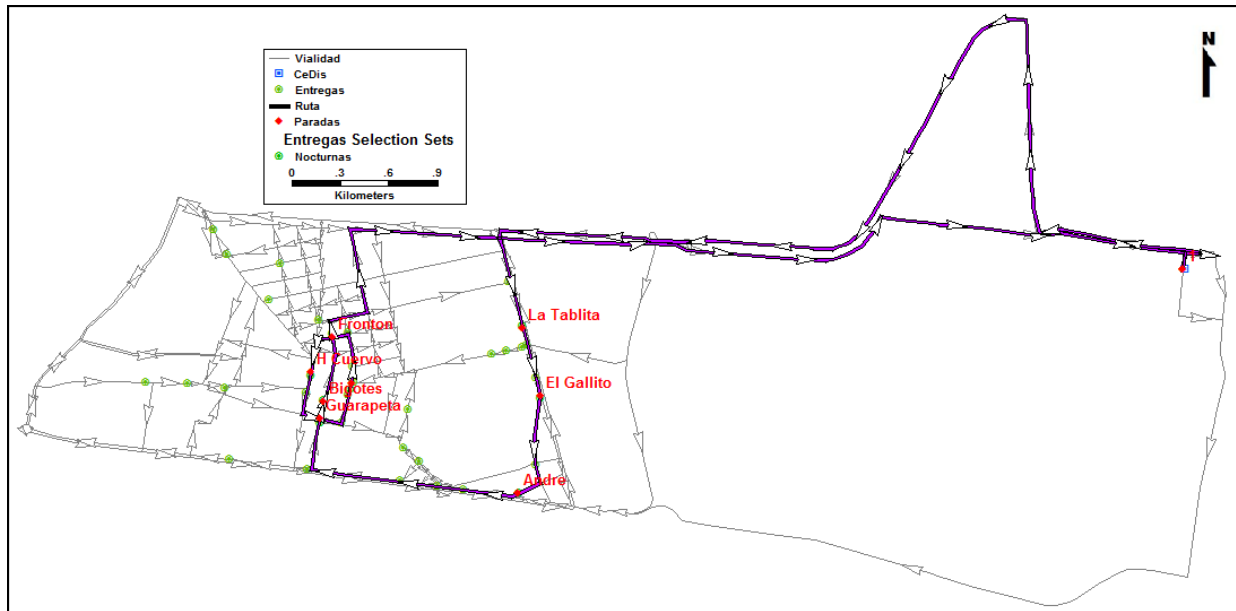 N
Vialidad
CeDis
Entregas
Ruta
Paradas
Entregas Selection Sets
Nocturnas
0 .3 .6 .9
Kilometers
La Tablita
Fronton
H Cuervo
El Gallito
Bigotes
Guarapeta
Andre